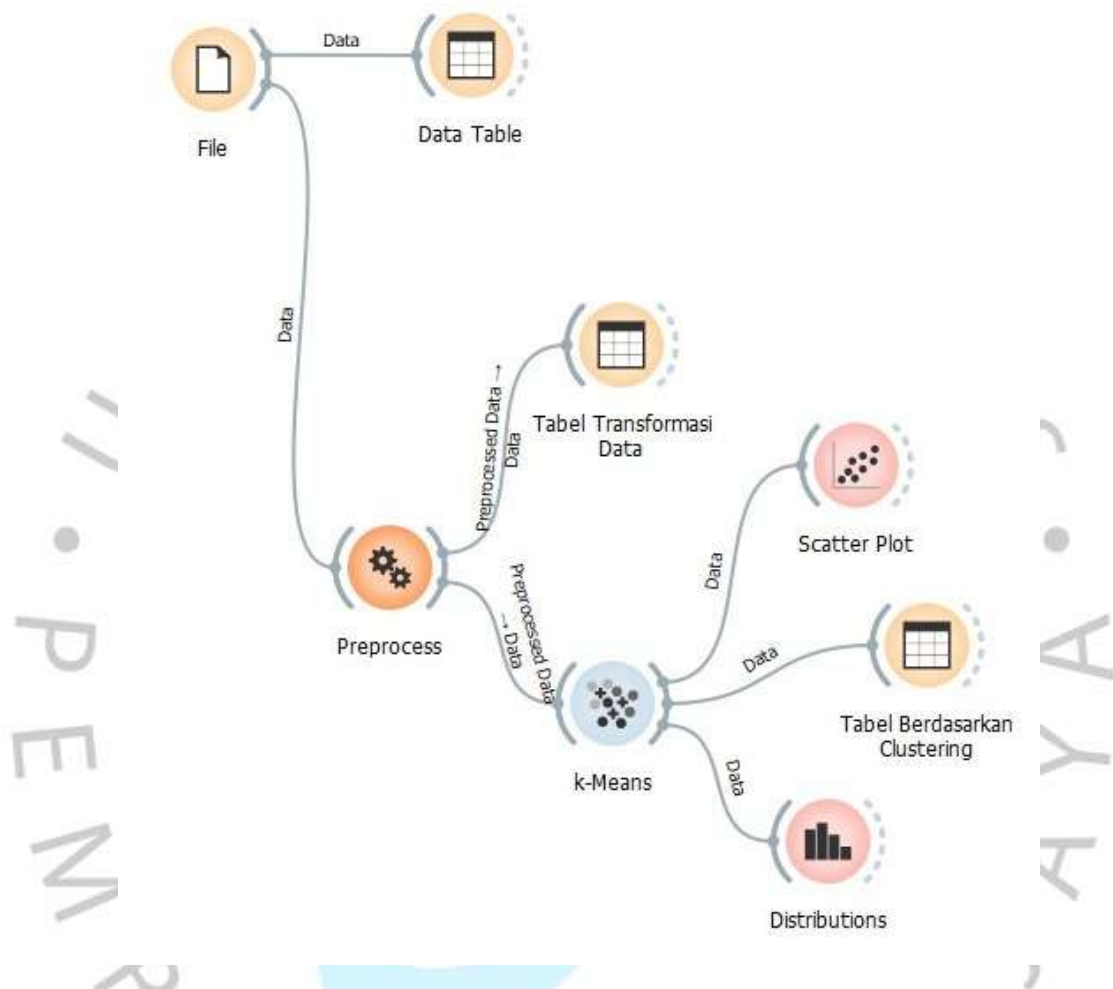 Data
File
Data Table
Data
Preprocessed Data →
Data
Tabel Transformasi
Data
Preprocess
Preprocessed Data
→ Data
Data
Scatter Plot
Data
Tabel Berdasarkan
Clustering
k-Means
Data
Distributions
P E M
A Y A